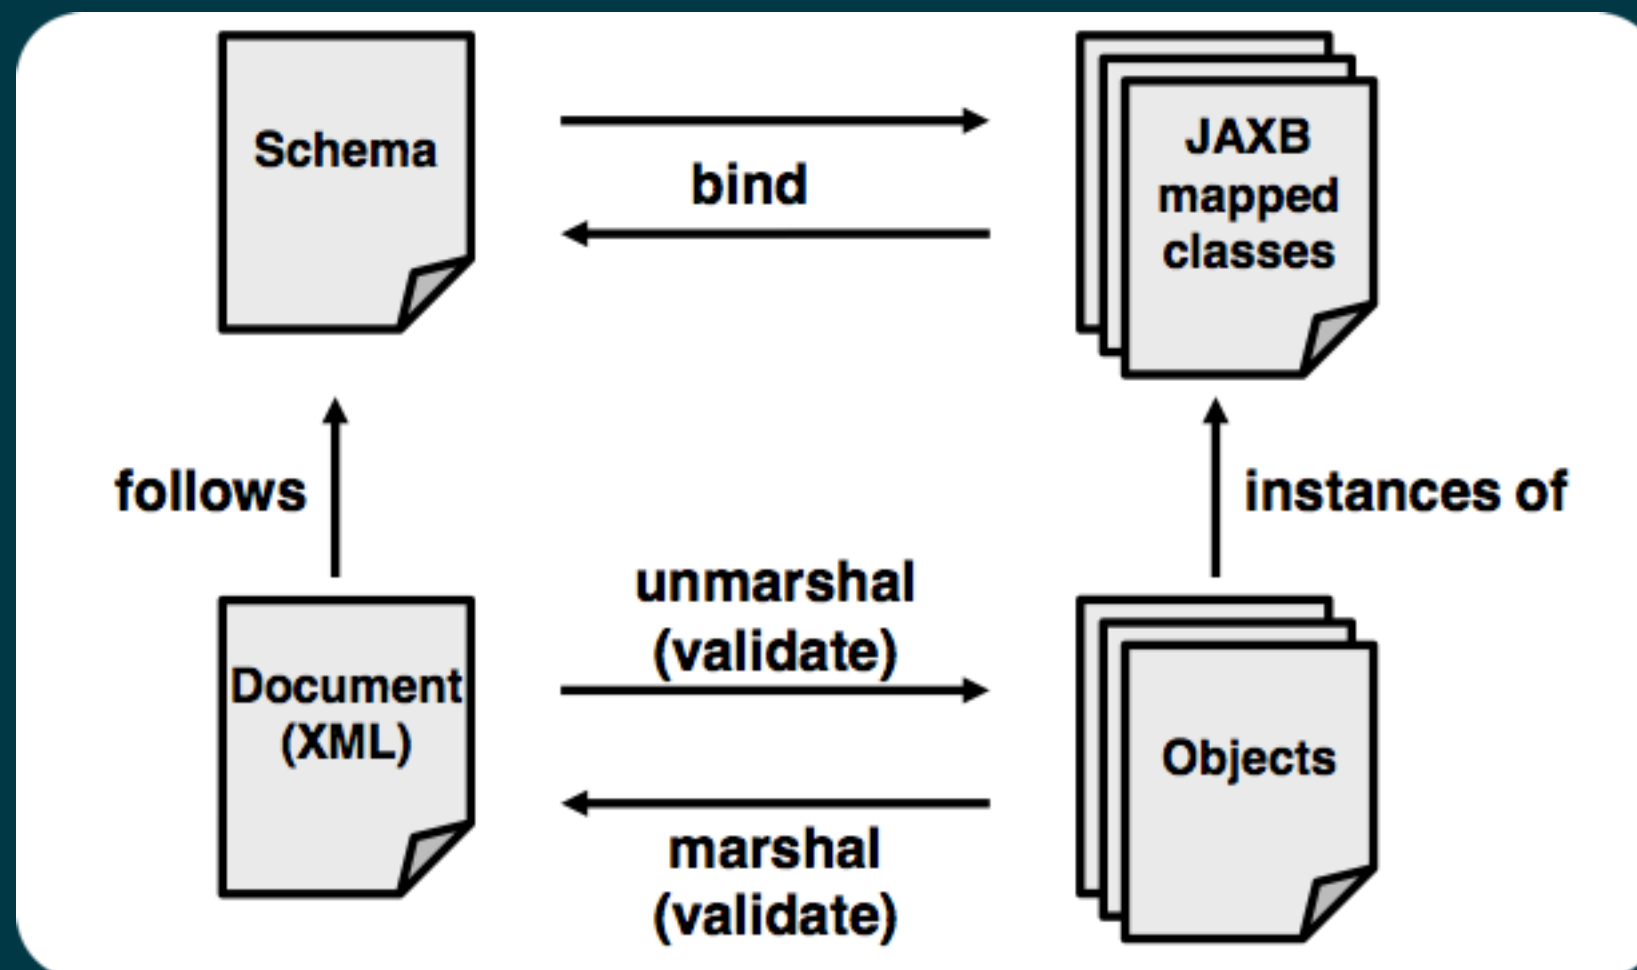 Schema
bind
JAXB
mapped
classes
follows
instances of
unmarshal
(validate)
Document
(XML)
Objects
marshal
(validate)